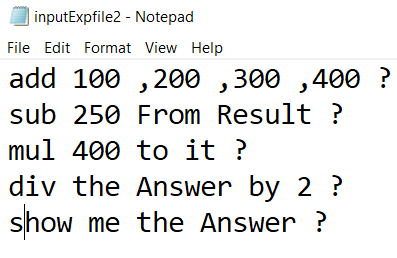 inputExpfile2 - Notepad
File Edit Format View Help
add 100 ,200 ,300 ,400 ?
sub 250 From Result ?
mul 400 to it ?
div the Answer by 2 ?
show me the Answer ?